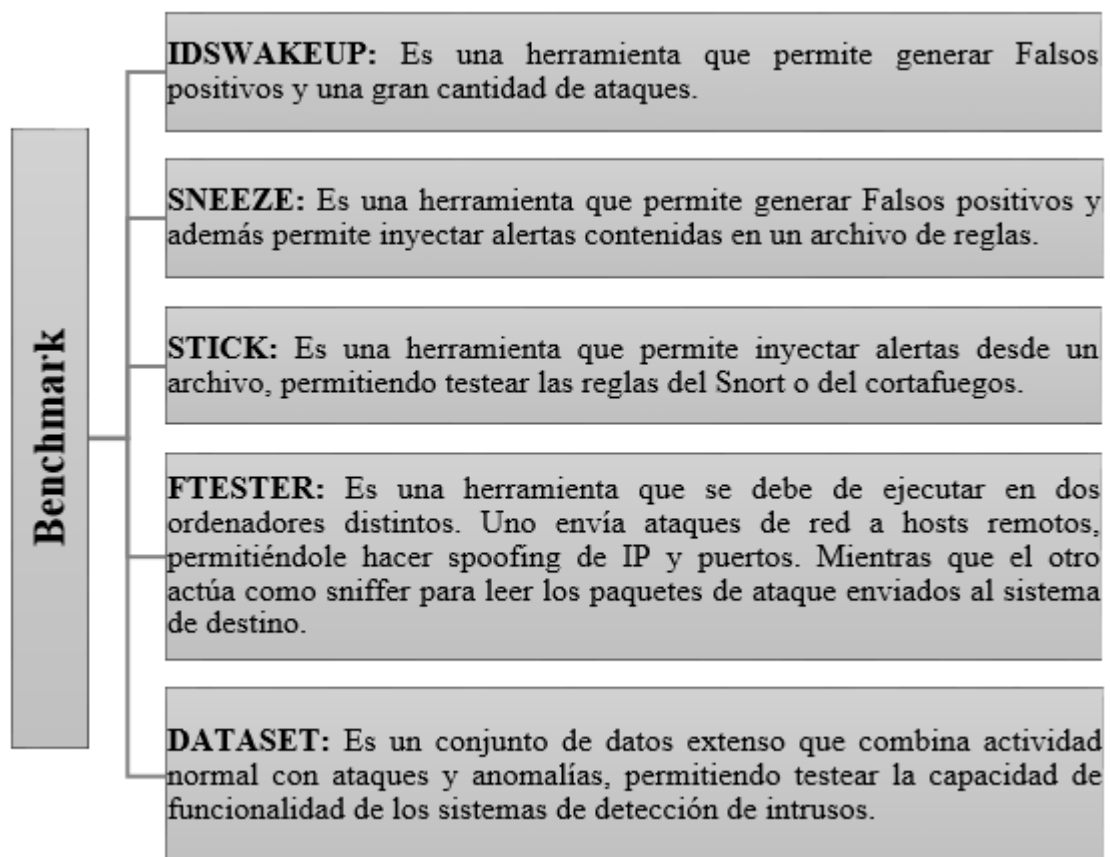 Benchmark
IDSWAKEUP: Es una herramienta que permite generar Falsos
positivos y una gran cantidad de ataques.
SNEEZE: Es una herramienta que permite generar Falsos positivos y
además permite inyectar alertas contenidas en un archivo de reglas.
STICK: Es una herramienta que permite inyectar alertas desde un
archivo, permitiendo testear las reglas del Snort o del cortafuegos.
FTESTER: Es una herramienta que se debe de ejecutar en dos
ordenadores distintos. Uno envía ataques de red a hosts remotos,
permitiéndole hacer spoofing de IP y puertos. Mientras que el otro
actúa como sniffer para leer los paquetes de ataque enviados al sistema
de destino.
DATASET: Es un conjunto de datos extenso que combina actividad
normal con ataques y anomalías, permitiendo testear la capacidad de
funcionalidad de los sistemas de detección de intrusos.